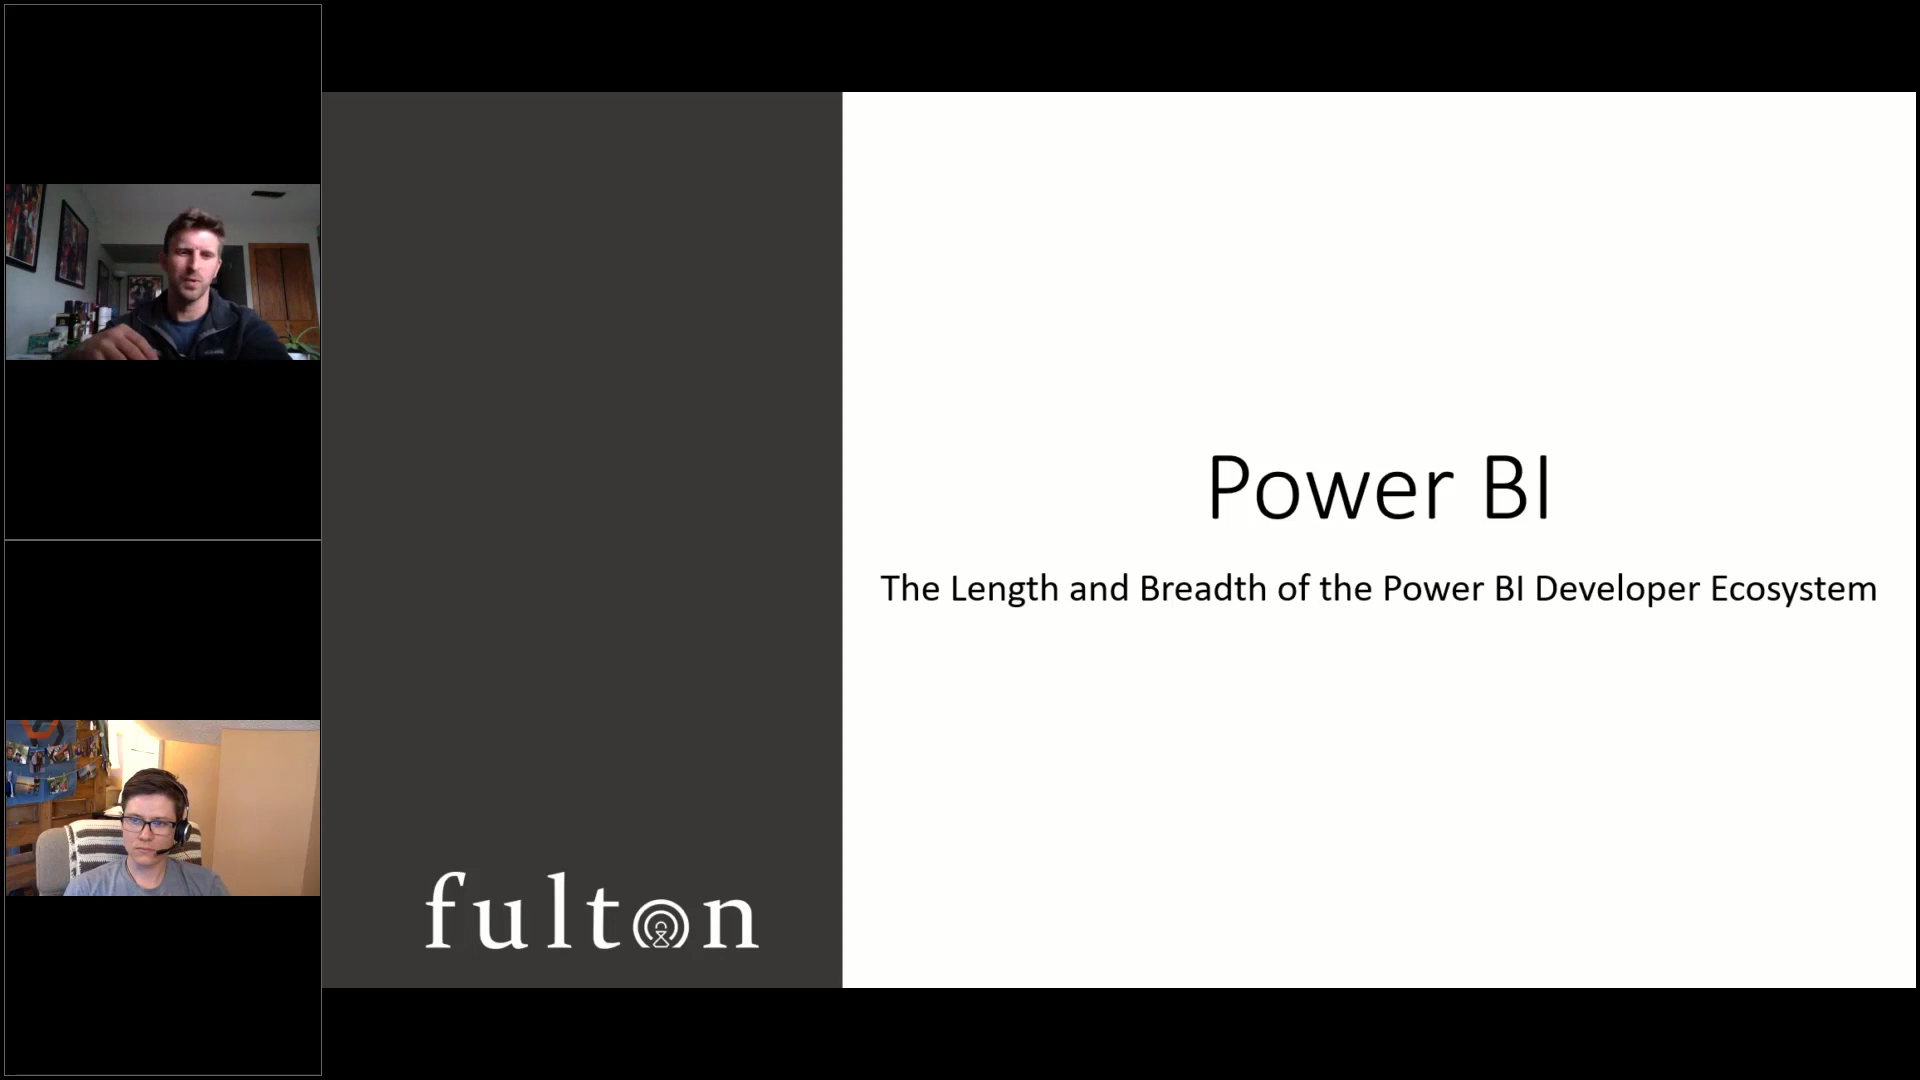 Power BI
The Length and Breadth of the Power BI Developer Ecosystem
fulton